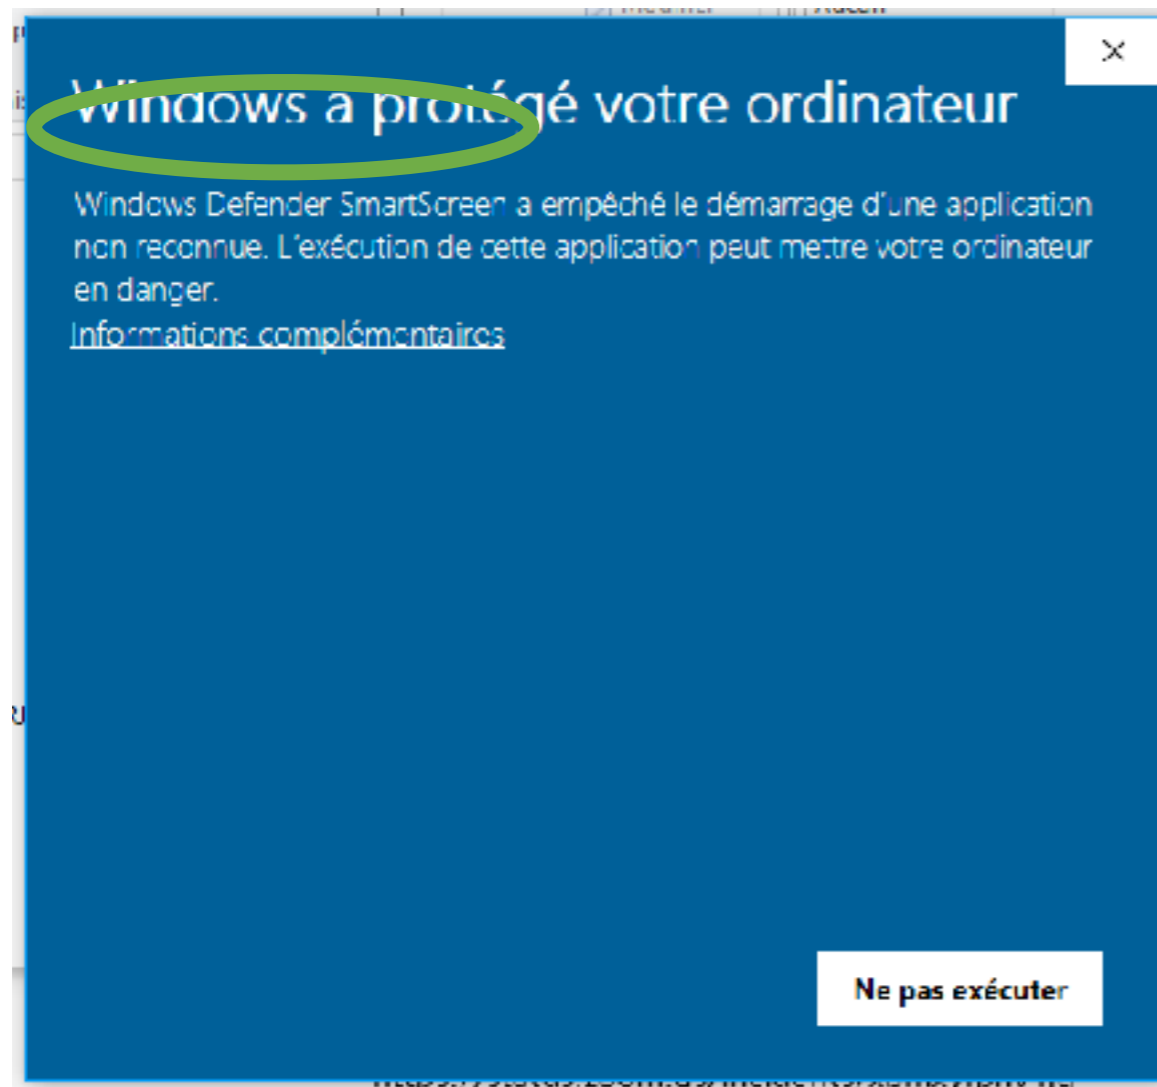 Windows a protégé votre ordinateur
Windows Defender SmartScreen a empêché le démarrage d'une application
non reconnue. L'exécution de cette application peut mettre votre ordinateur
en danger.
Informations complémentaires
Ne pas exécuter